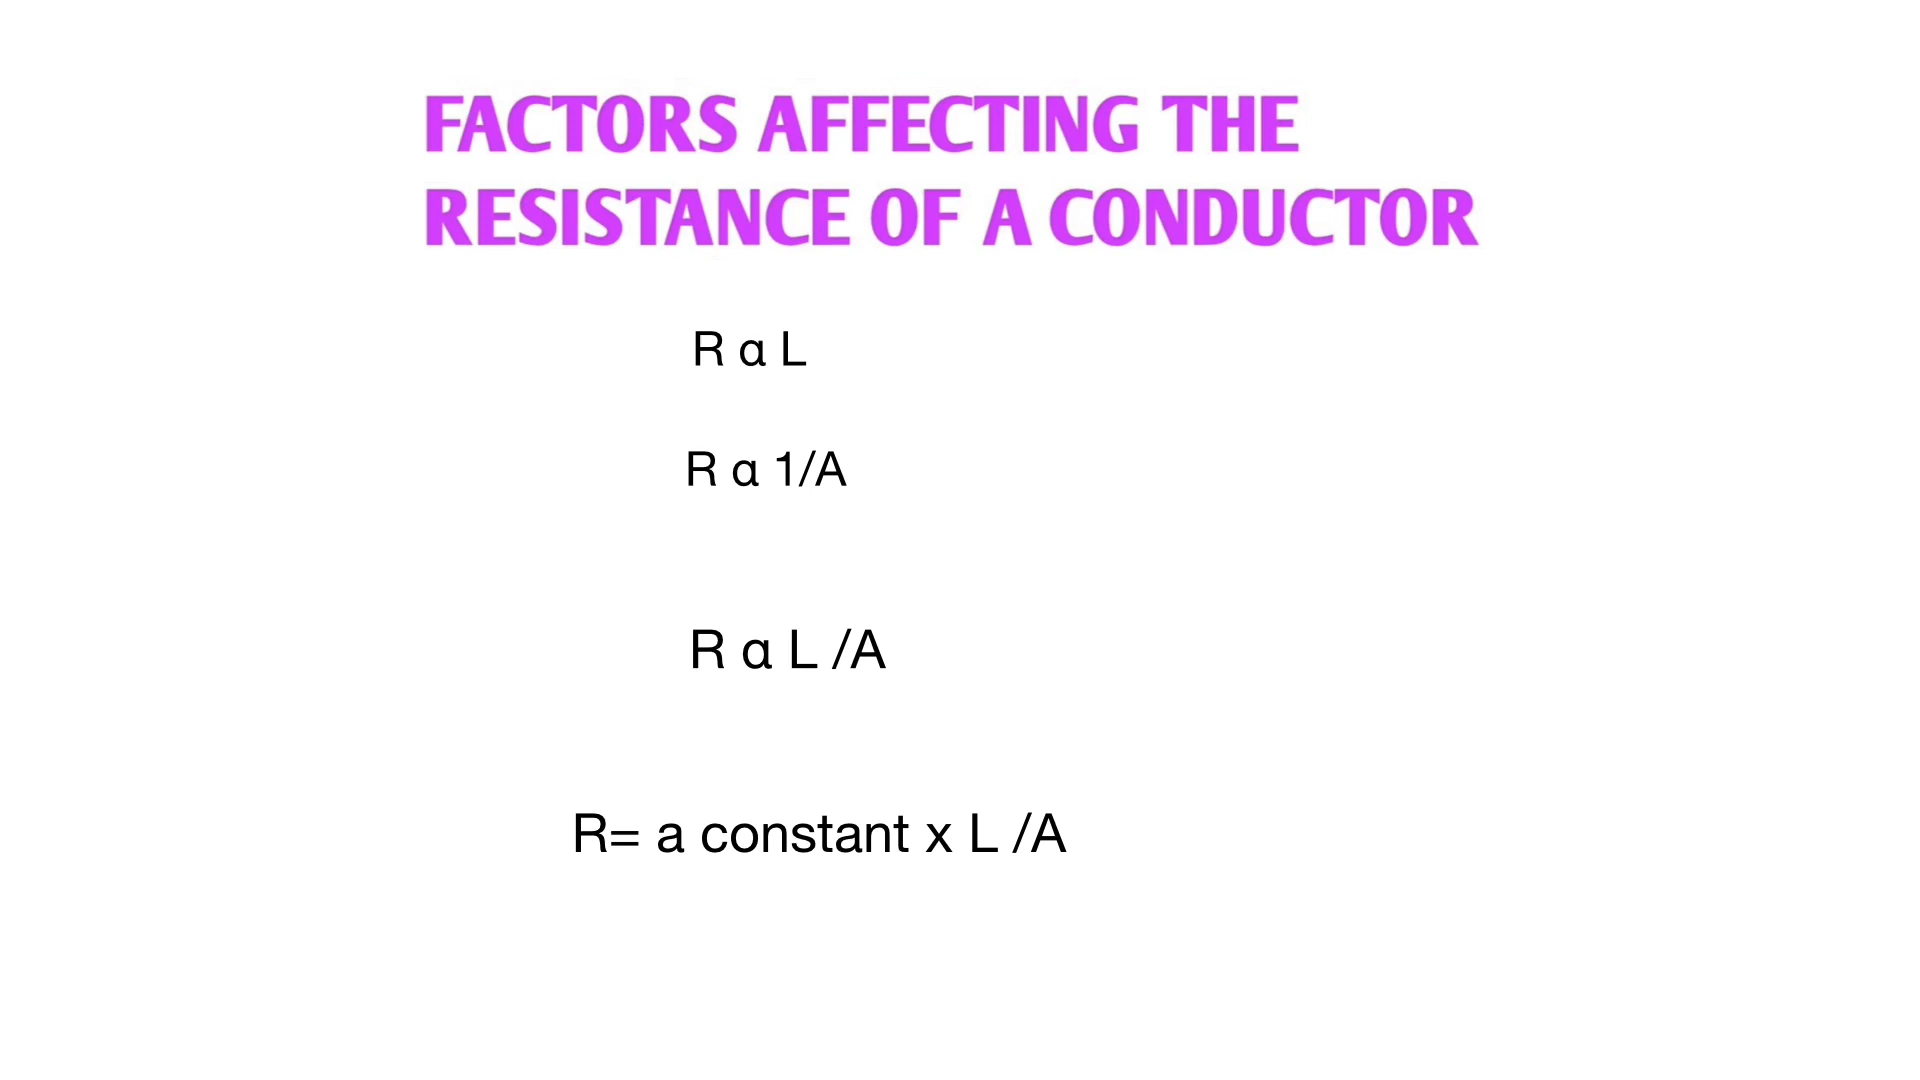 FACTORS AFFECTING THE
RESISTANCE OF A CONDUCTOR
R α L
R α 1/A
R α L /A
R= a constant x L /A